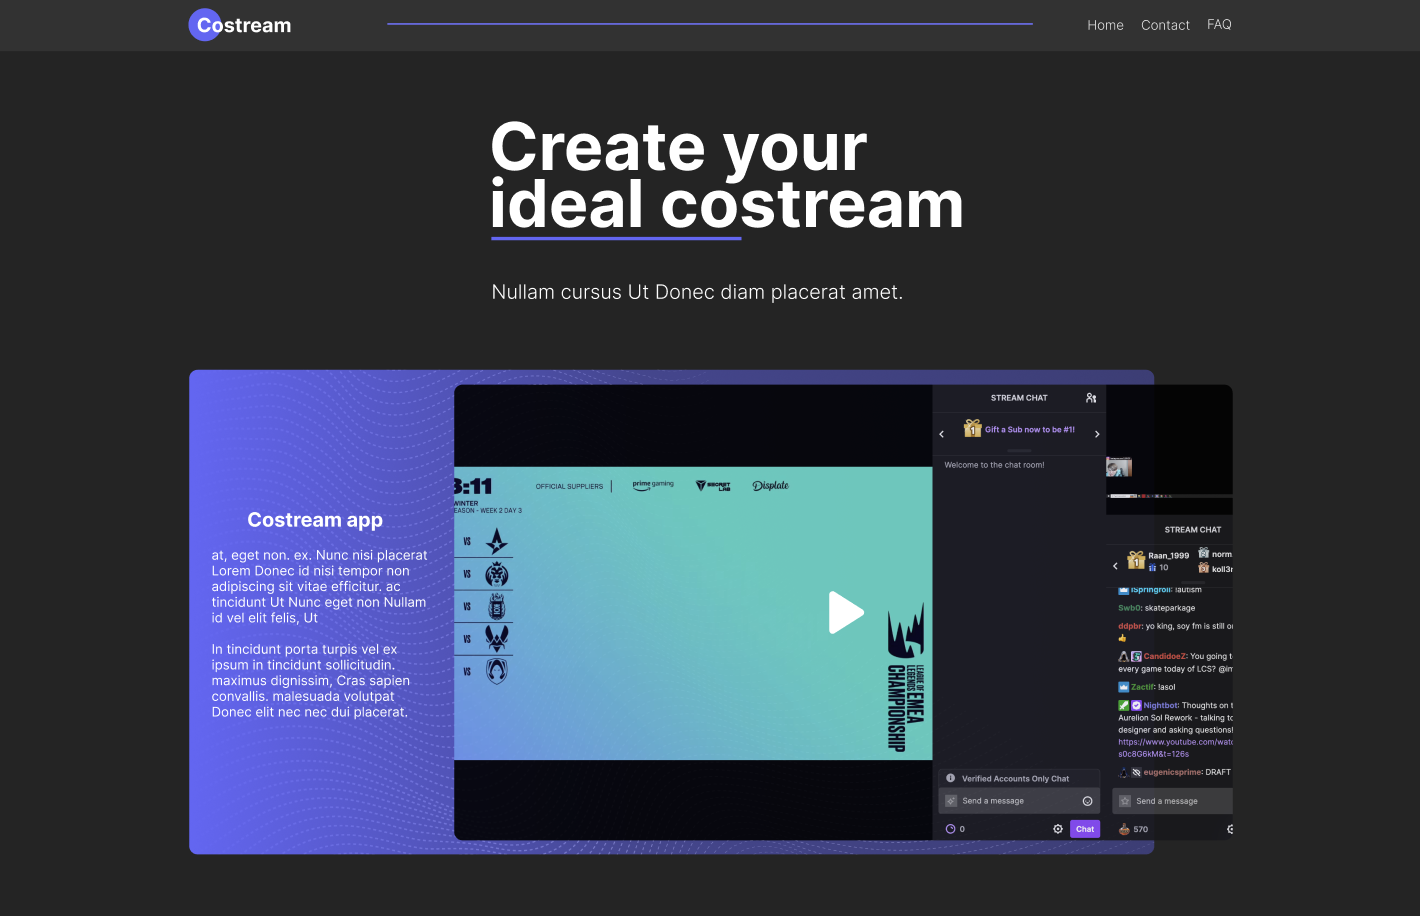 Costream
Home
Contact
FAQ
Create your
ideal costream
Nullam cursus Ut Donec diam placerat amet.
Costream app
at, eget non. ex. Nunc nisi placerat
Lorem Donec id nisi tempor non
adipiscing sit vitae efficitur. ac
tincidunt Ut Nunc eget non Nullam
id vel elit felis, Ut
In tincidunt porta turpis vel ex
ipsum in tincidunt sollicitudin.
maximus dignissim, Cras sapien
convallis. malesuada volutpat
Donec elit nec nec dui placerat.
3:11
WINTER
EASON - WEEK 2 DAY 3
OFFICIAL SUPPLIERS
prime gaming
SECRET
LAB
Displate
VS
VS
VS
VS
VS
LEAGUE OF
LEGENDS EMEA
CHAMPIONSHIP
STREAM CHAT
1
Gift a Sub now to be #1!
Welcome to the chat room!
Verified Accounts Only Chat
Send a message
0
Chat
STREAM CHAT
1
Raan_1999
10
norm
koll3r
iSpringroll: !autism
Swb0: skateparkage
ddpbr: yo king, soy fm is still o
CandidoeZ: You going t
every game today of LCS? @im
Zactif: !asol
Nightbot: Thoughts on t
Aurelion Sol Rework - talking to
designer and asking questions!
https://www.youtube.com/watc
s0c8G6kM&t=126s
eugenicsprime: DRAFT
Send a message
570